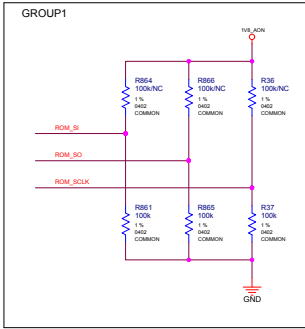 GROUP1
1V8_AON
R864
100k/NC
1 %
0402
COMMON
R866
100k/NC
1 %
0402
COMMON
R36
100k/NC
1 %
0402
COMMON
ROM_SI
ROM_SO
ROM_SCLK
R861
100k
1 %
0402
COMMON
R865
100k
1 %
0402
COMMON
R37
100k
1 %
0402
COMMON
GND